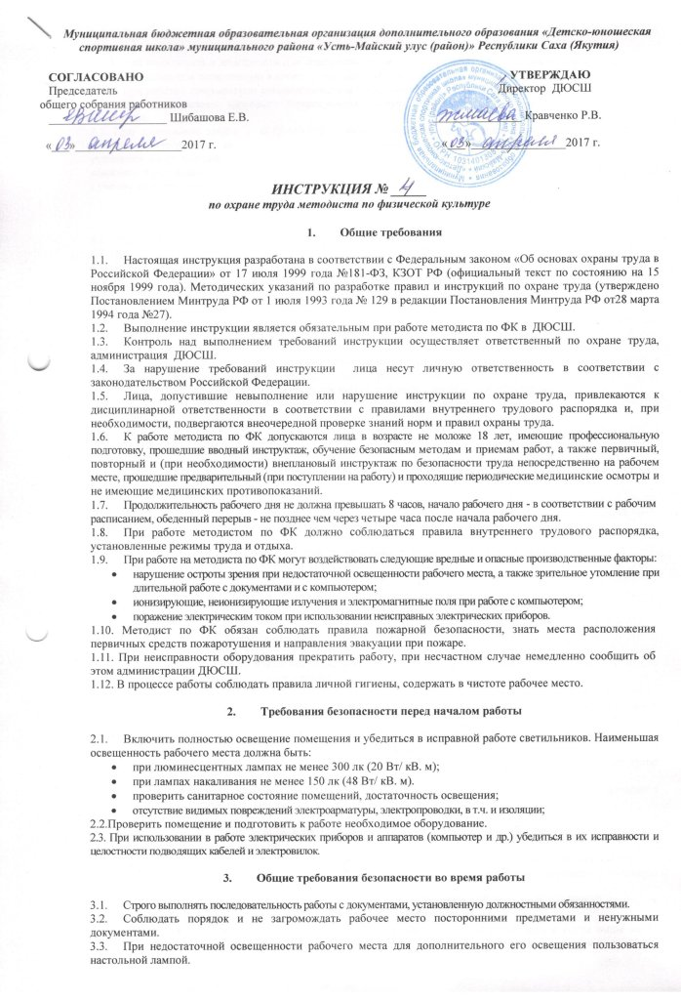 Муниципальная бюджетная образовательная организация дополнительного образования «Детско-юношеская
спортивная школа» муниципального района «Усть-Майский улус (район)» Республики Саха (Якутия)
СОГЛАСОВАНО
Председатель
общего собрания работников
Шибашова Е.В.
«03» апреля 2017 г.
УТВЕРЖДАЮ
Директор ДЮСШ
Кравченко Р.В.
«03» апреля 2017 г.
ИНСТРУКЦИЯ № 4
по охране труда методиста по физической культуре
1. Общие требования
1.1. Настоящая инструкция разработана в соответствии с Федеральным законом «Об основах охраны труда в
Российской Федерации» от 17 июля 1999 года №181-ФЗ, КЗОТ РФ (официальный текст по состоянию на 15
ноября 1999 года). Методических указаний по разработке правил и инструкций по охране труда (утверждено
Постановлением Минтруда РФ от 1 июля 1993 года № 129 в редакции Постановления Минтруда РФ от28 марта
1994 года №27).
1.2. Выполнение инструкции является обязательным при работе методиста по ФК в ДЮСШ.
1.3. Контроль над выполнением требований инструкции осуществляет ответственный по охране труда,
администрация ДЮСШ.
1.4. За нарушение требований инструкции лица несут личную ответственность в соответствии с
законодательством Российской Федерации.
1.5. Лица, допустившие невыполнение или нарушение инструкции по охране труда, привлекаются к
дисциплинарной ответственности в соответствии с правилами внутреннего трудового распорядка и, при
необходимости, подвергаются внеочередной проверке знаний норм и правил охраны труда.
1.6. К работе методиста по ФК допускаются лица в возрасте не моложе 18 лет, имеющие профессиональную
подготовку, прошедшие вводный инструктаж, обучение безопасным методам и приемам работ, а также первичный,
повторный и (при необходимости) внеплановый инструктаж по безопасности труда непосредственно на рабочем
месте, прошедшие предварительный (при поступлении на работу) и проходящие периодические медицинские осмотры и
не имеющие медицинских противопоказаний.
1.7. Продолжительность рабочего дня не должна превышать 8 часов, начало рабочего дня - в соответствии с рабочим
расписанием, обеденный перерыв - не позднее чем через четыре часа после начала рабочего дня.
1.8. При работе методистом по ФК должно соблюдаться правила внутреннего трудового распорядка,
установленные режимы труда и отдыха.
1.9. При работе на методиста по ФК могут воздействовать следующие вредные и опасные производственные факторы:
• нарушение остроты зрения при недостаточной освещенности рабочего места, а также зрительное утомление при
длительной работе с документами и с компьютером;
• ионизирующие, неионизирующие излучения и электромагнитные поля при работе с компьютером;
• поражение электрическим током при использовании неисправных электрических приборов.
1.10. Методист по ФК обязан соблюдать правила пожарной безопасности, знать места расположения
первичных средств пожаротушения и направления эвакуации при пожаре.
1.11. При неисправности оборудования прекратить работу, при несчастном случае немедленно сообщить об
этом администрации ДЮСШ.
1.12. В процессе работы соблюдать правила личной гигиены, содержать в чистоте рабочее место.
2. Требования безопасности перед началом работы
2.1. Включить полностью освещение помещения и убедиться в исправной работе светильников. Наименьшая
освещенность рабочего места должна быть:
• при люминесцентных лампах не менее 300 лк (20 Вт/ кВ. м);
• при лампах накаливания не менее 150 лк (48 Вт/ кВ. м).
• проверить санитарное состояние помещений, достаточность освещения;
• отсутствие видимых повреждений электроарматуры, электропроводки, в т.ч. и изоляции;
2.2.Проверить помещение и подготовить к работе необходимое оборудование.
2.3. При использовании в работе электрических приборов и аппаратов (компьютер и др.) убедиться в их исправности и
целостности подводящих кабелей и электровилок.
3. Общие требования безопасности во время работы
3.1. Строго выполнять последовательность работы с документами, установленную должностными обязанностями.
3.2. Соблюдать порядок и не загромождать рабочее место посторонними предметами и ненужными
документами.
3.3. При недостаточной освещенности рабочего места для дополнительного его освещения пользоваться
настольной лампой.